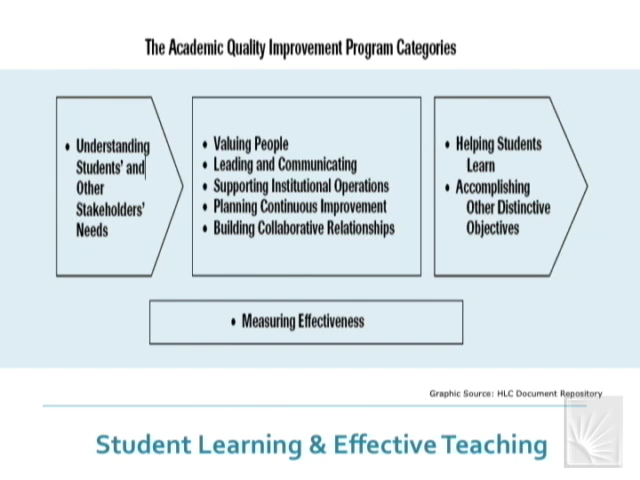 The Academic Quality Improvement Program Categories
• Understanding
Students' and
Other
Stakeholders'
Needs
• Valuing People
• Leading and Communicating
• Supporting Institutional Operations
• Planning Continuous Improvement
• Building Collaborative Relationships
• Helping Students
Learn
• Accomplishing
Other Distinctive
Objectives
• Measuring Effectiveness
Graphic Source: HLC Document Repository
Student Learning & Effective Teaching